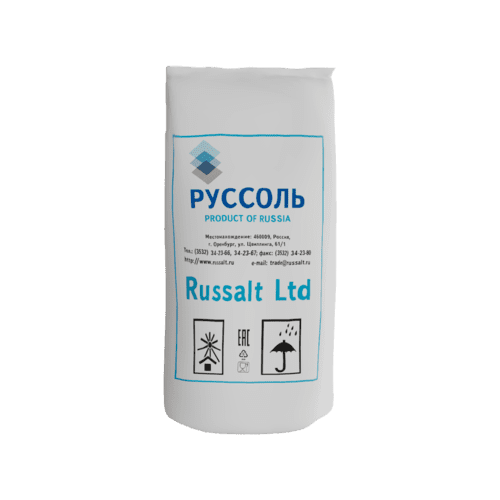 РУССОЛЬ
PRODUCT OF RUSSIA
Местонахождение: 460009, Россия,
г. Оренбург, ул. Цвиллинга, 61/1
Тел.: (3532) 34-23-66, 34-23-67; факс: (3532) 34-23-80
http://www.russalt.ru e-mail: trade@russalt.ru
Russalt Ltd
EAC